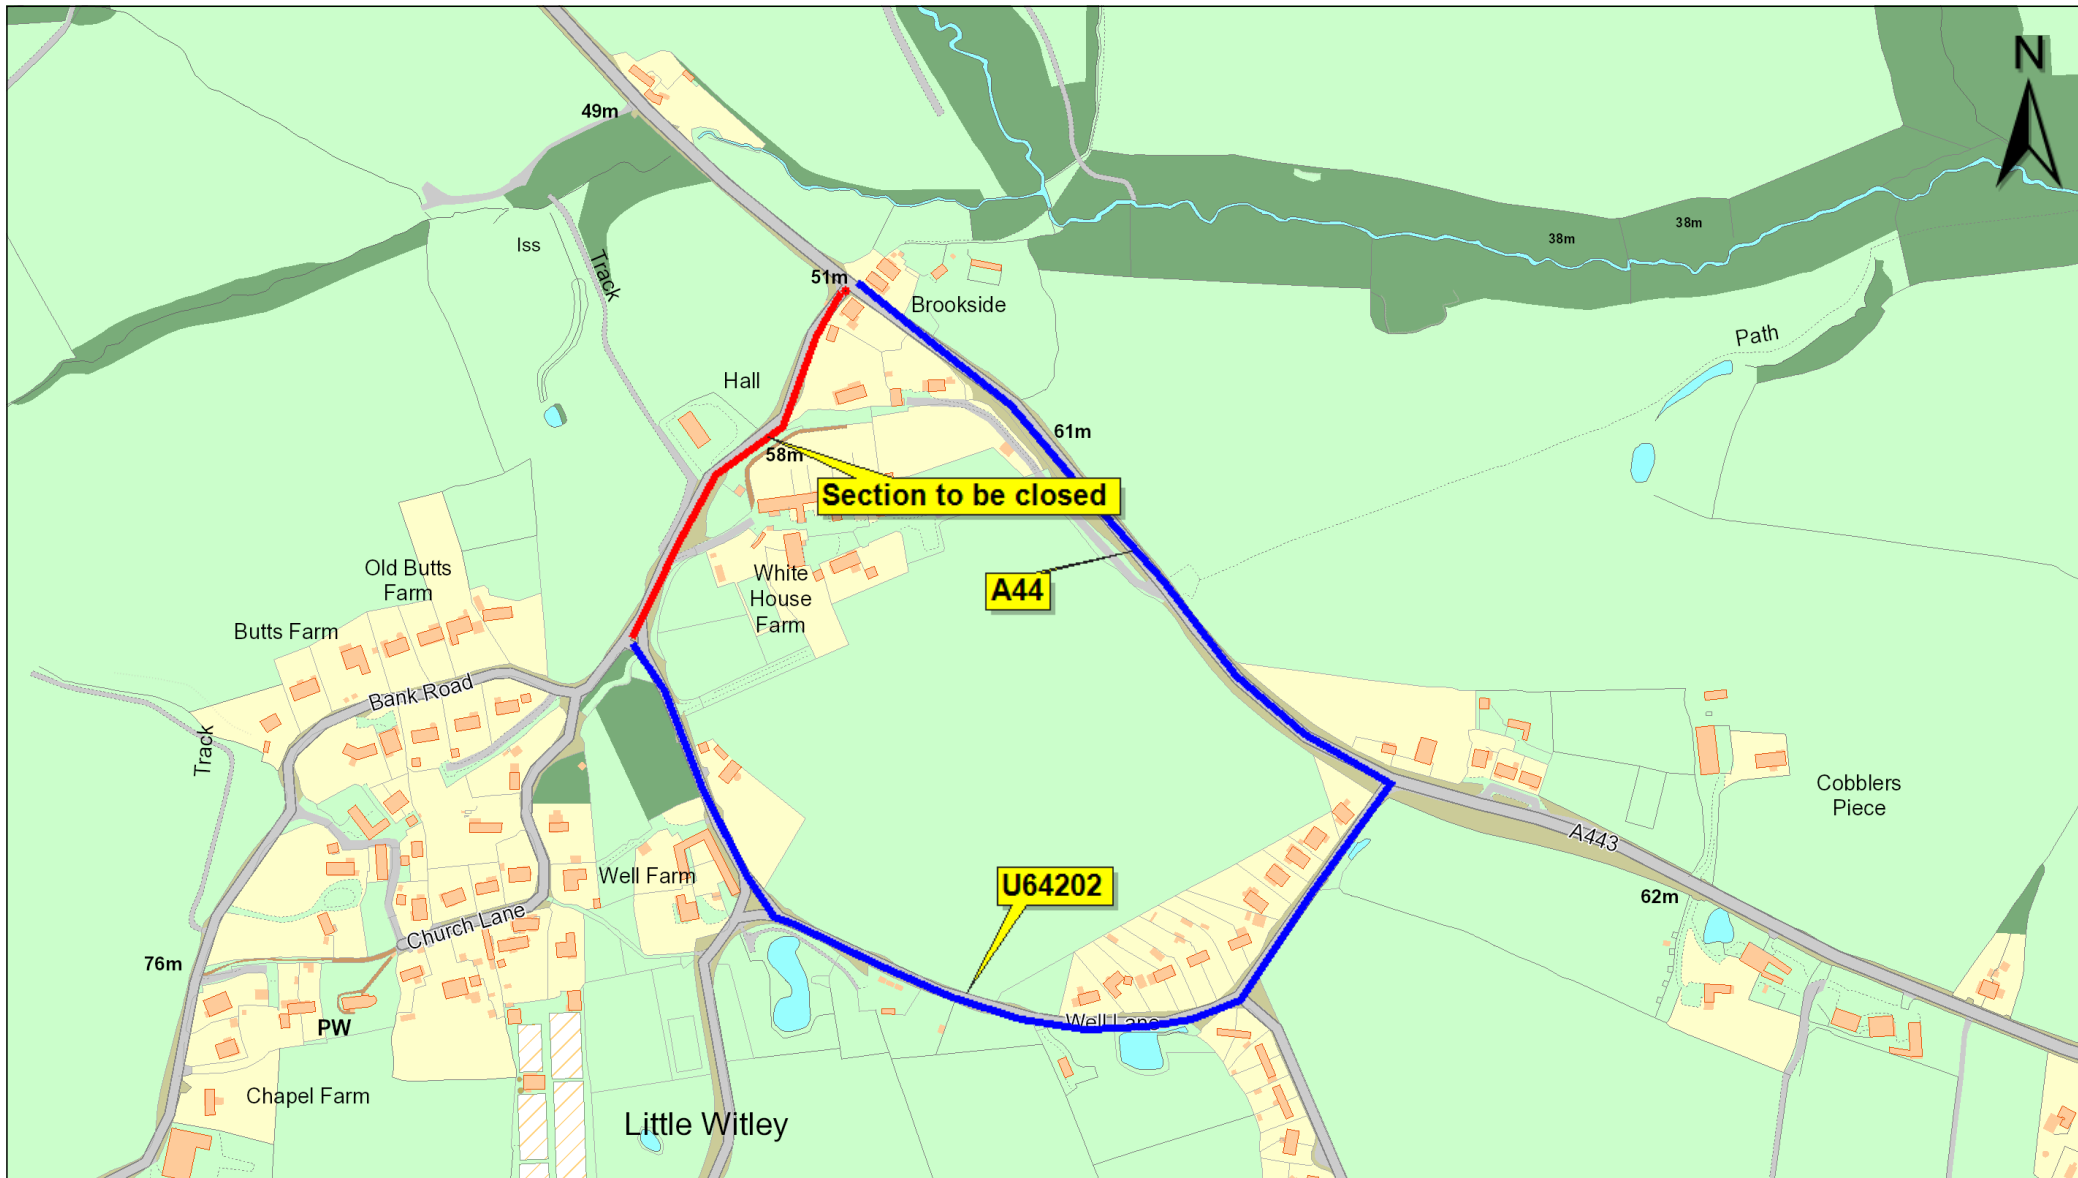 N
49m
38m
38m
Iss
Track
51m
Brookside
Path
Hall
61m
58m
Section to be closed
Old Butts
Farm
White
House
Farm
A44
Butts Farm
Bank Road
Track
Cobblers
Piece
A443
Well Farm
U64202
62m
Church Lane
76m
Well Lane
PW
Chapel Farm
Little Witley